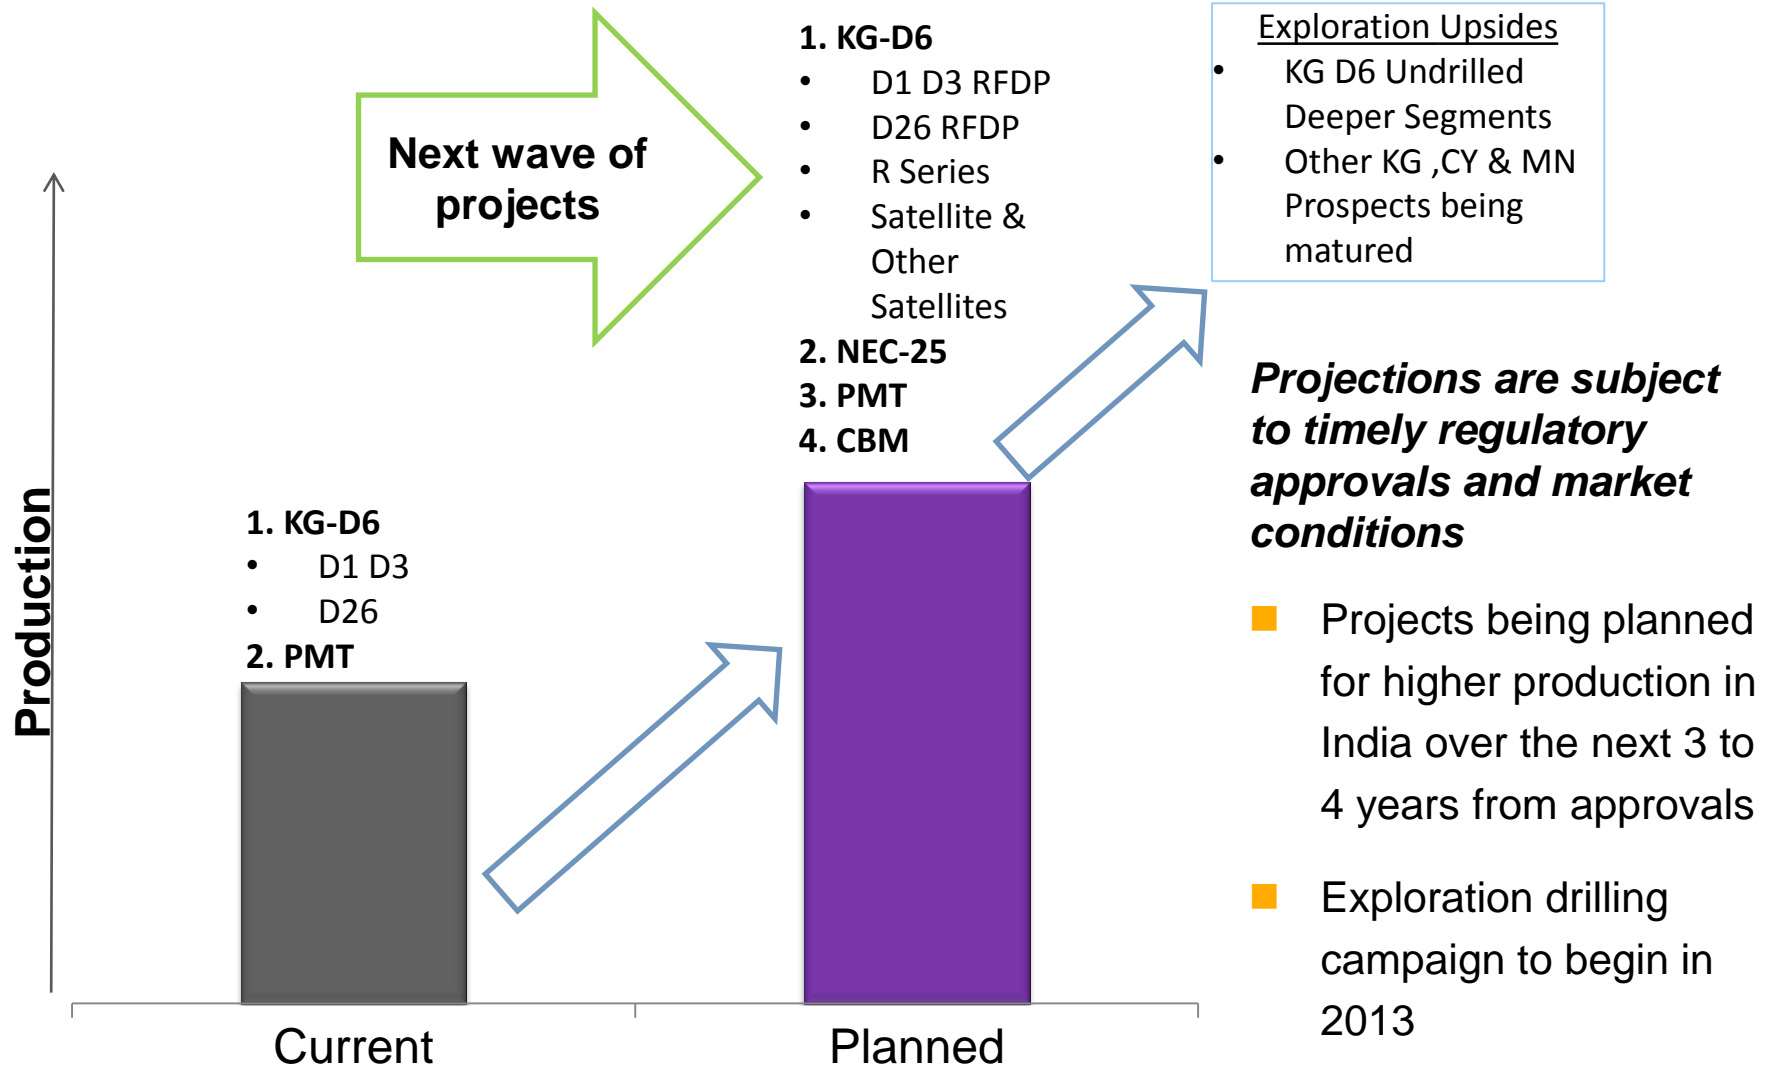 Next wave of
projects
1. KG-D6
• D1 D3 RFDP
• D26 RFDP
• R Series
• Satellite &
Other
Satellites
2. NEC-25
3. PMT
4. CBM
Exploration Upsides
• KG D6 Undrilled
Deeper Segments
• Other KG ,CY & MN
Prospects being
matured
Production
1. KG-D6
• D1 D3
• D26
2. PMT
Current
Planned
Projections are subject
to timely regulatory
approvals and market
conditions
Projects being planned
for higher production in
India over the next 3 to
4 years from approvals
Exploration drilling
campaign to begin in
2013